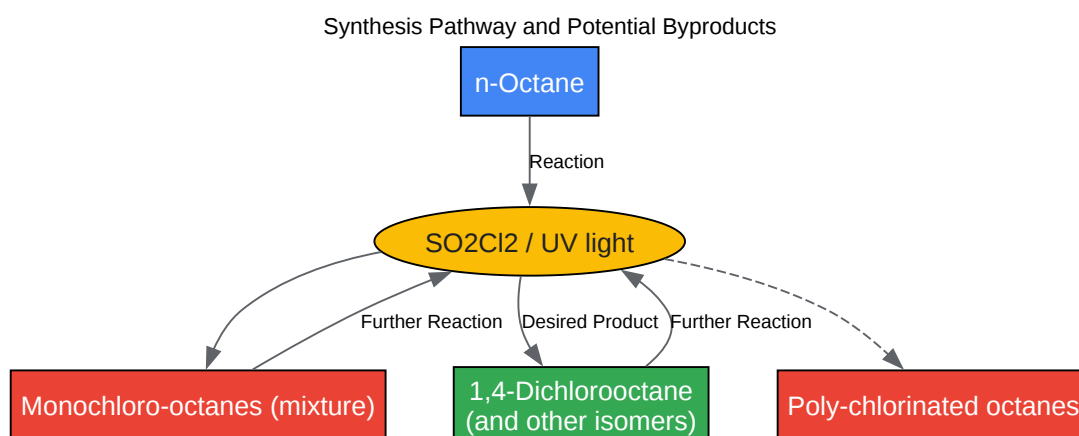 Synthesis Pathway and Potential Byproducts
n-Octane
Reaction
SO2Cl2 / UV light
Further Reaction
Desired Product
Further Reaction
Monochloro-octanes (mixture)
1,4-Dichlorooctane
(and other isomers)
Poly-chlorinated octanes